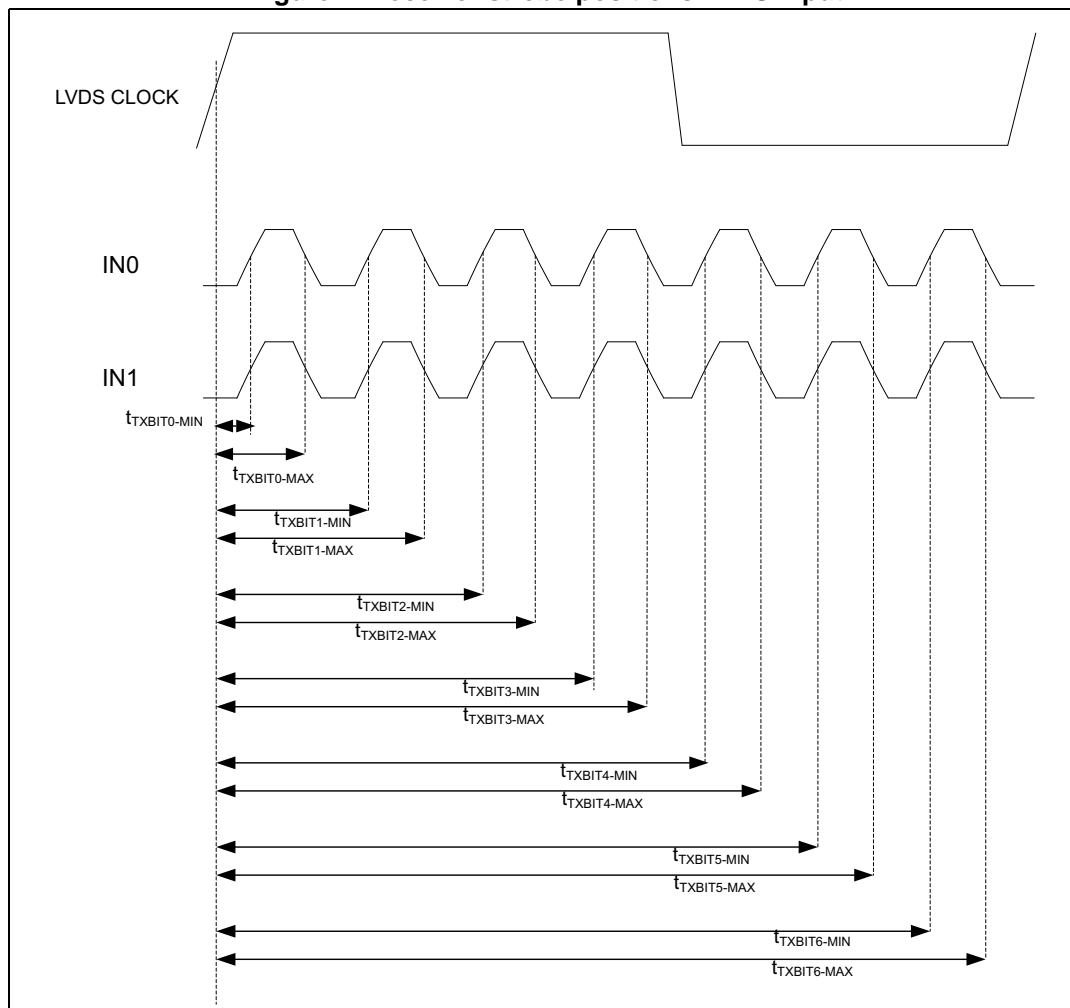 LVDS CLOCK
IN0
IN1
tTXBIT0-MIN
tTXBIT0-MAX
tTXBIT1-MIN
tTXBIT1-MAX
tTXBIT2-MIN
tTXBIT2-MAX
tTXBIT3-MIN
tTXBIT3-MAX
tTXBIT4-MIN
tTXBIT4-MAX
tTXBIT5-MIN
tTXBIT5-MAX
tTXBIT6-MIN
tTXBIT6-MAX